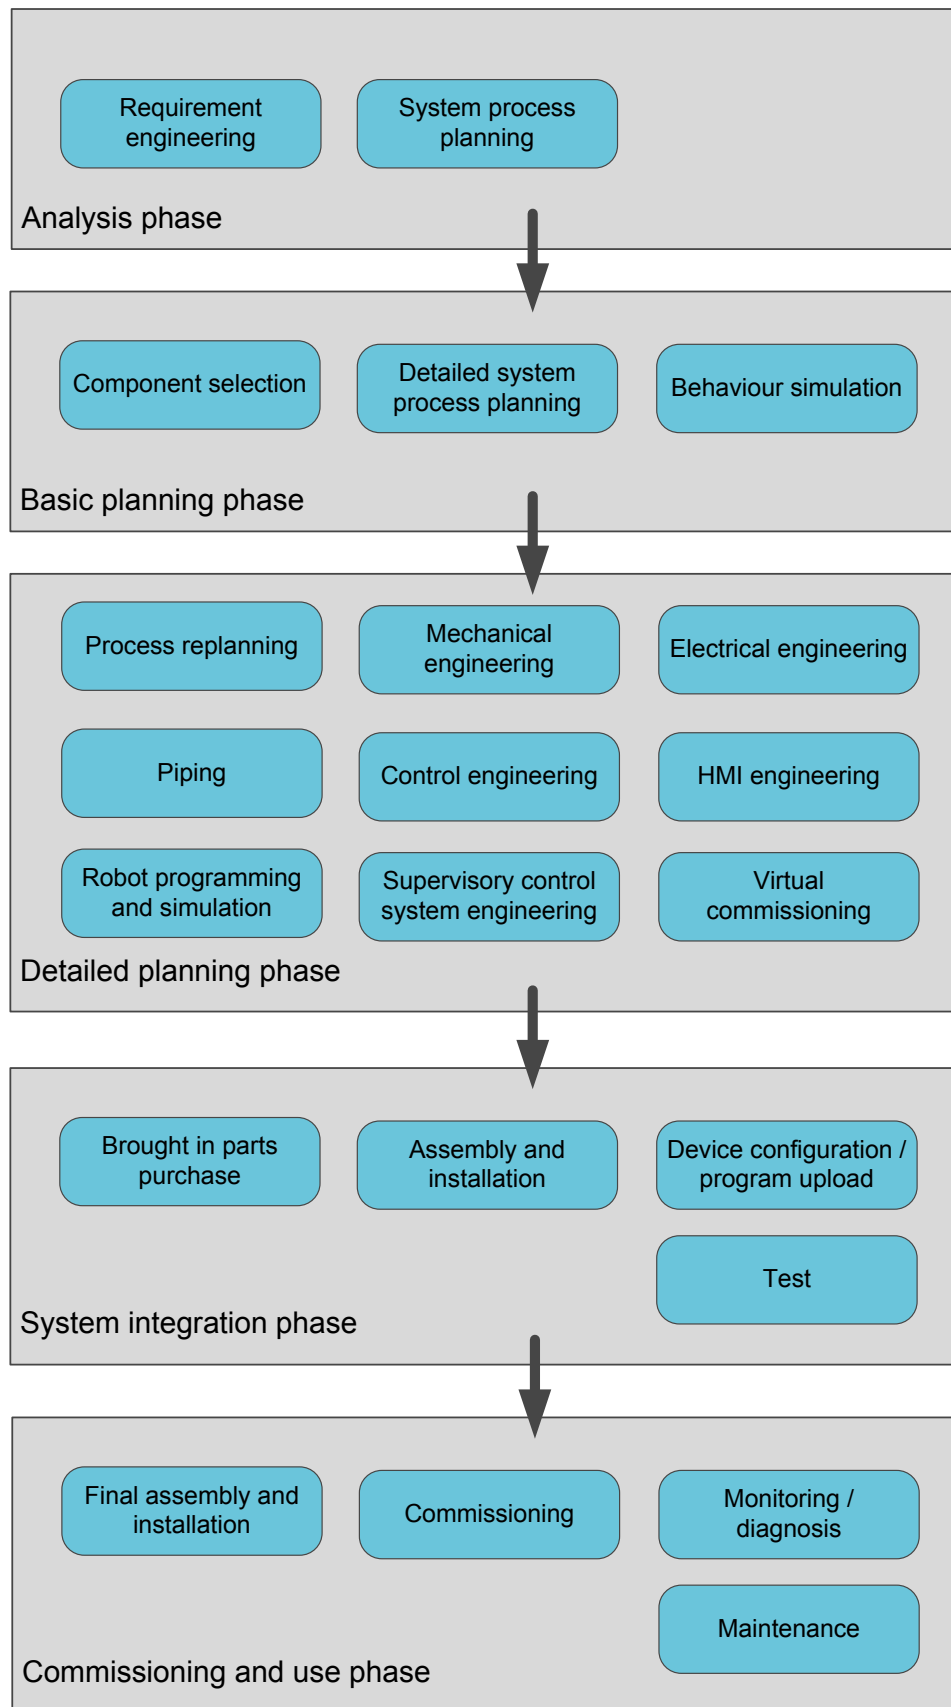 Requirement
engineering
System process
planning
Analysis phase
Component selection
Detailed system
process planning
Behaviour simulation
Basic planning phase
Process replanning
Mechanical
engineering
Electrical engineering
Piping
Control engineering
HMI engineering
Robot programming
and simulation
Supervisory control
system engineering
Virtual
commissioning
Detailed planning phase
Brought in parts
purchase
Assembly and
installation
Device configuration /
program upload
Test
System integration phase
Final assembly and
installation
Commissioning
Monitoring /
diagnosis
Maintenance
Commissioning and use phase